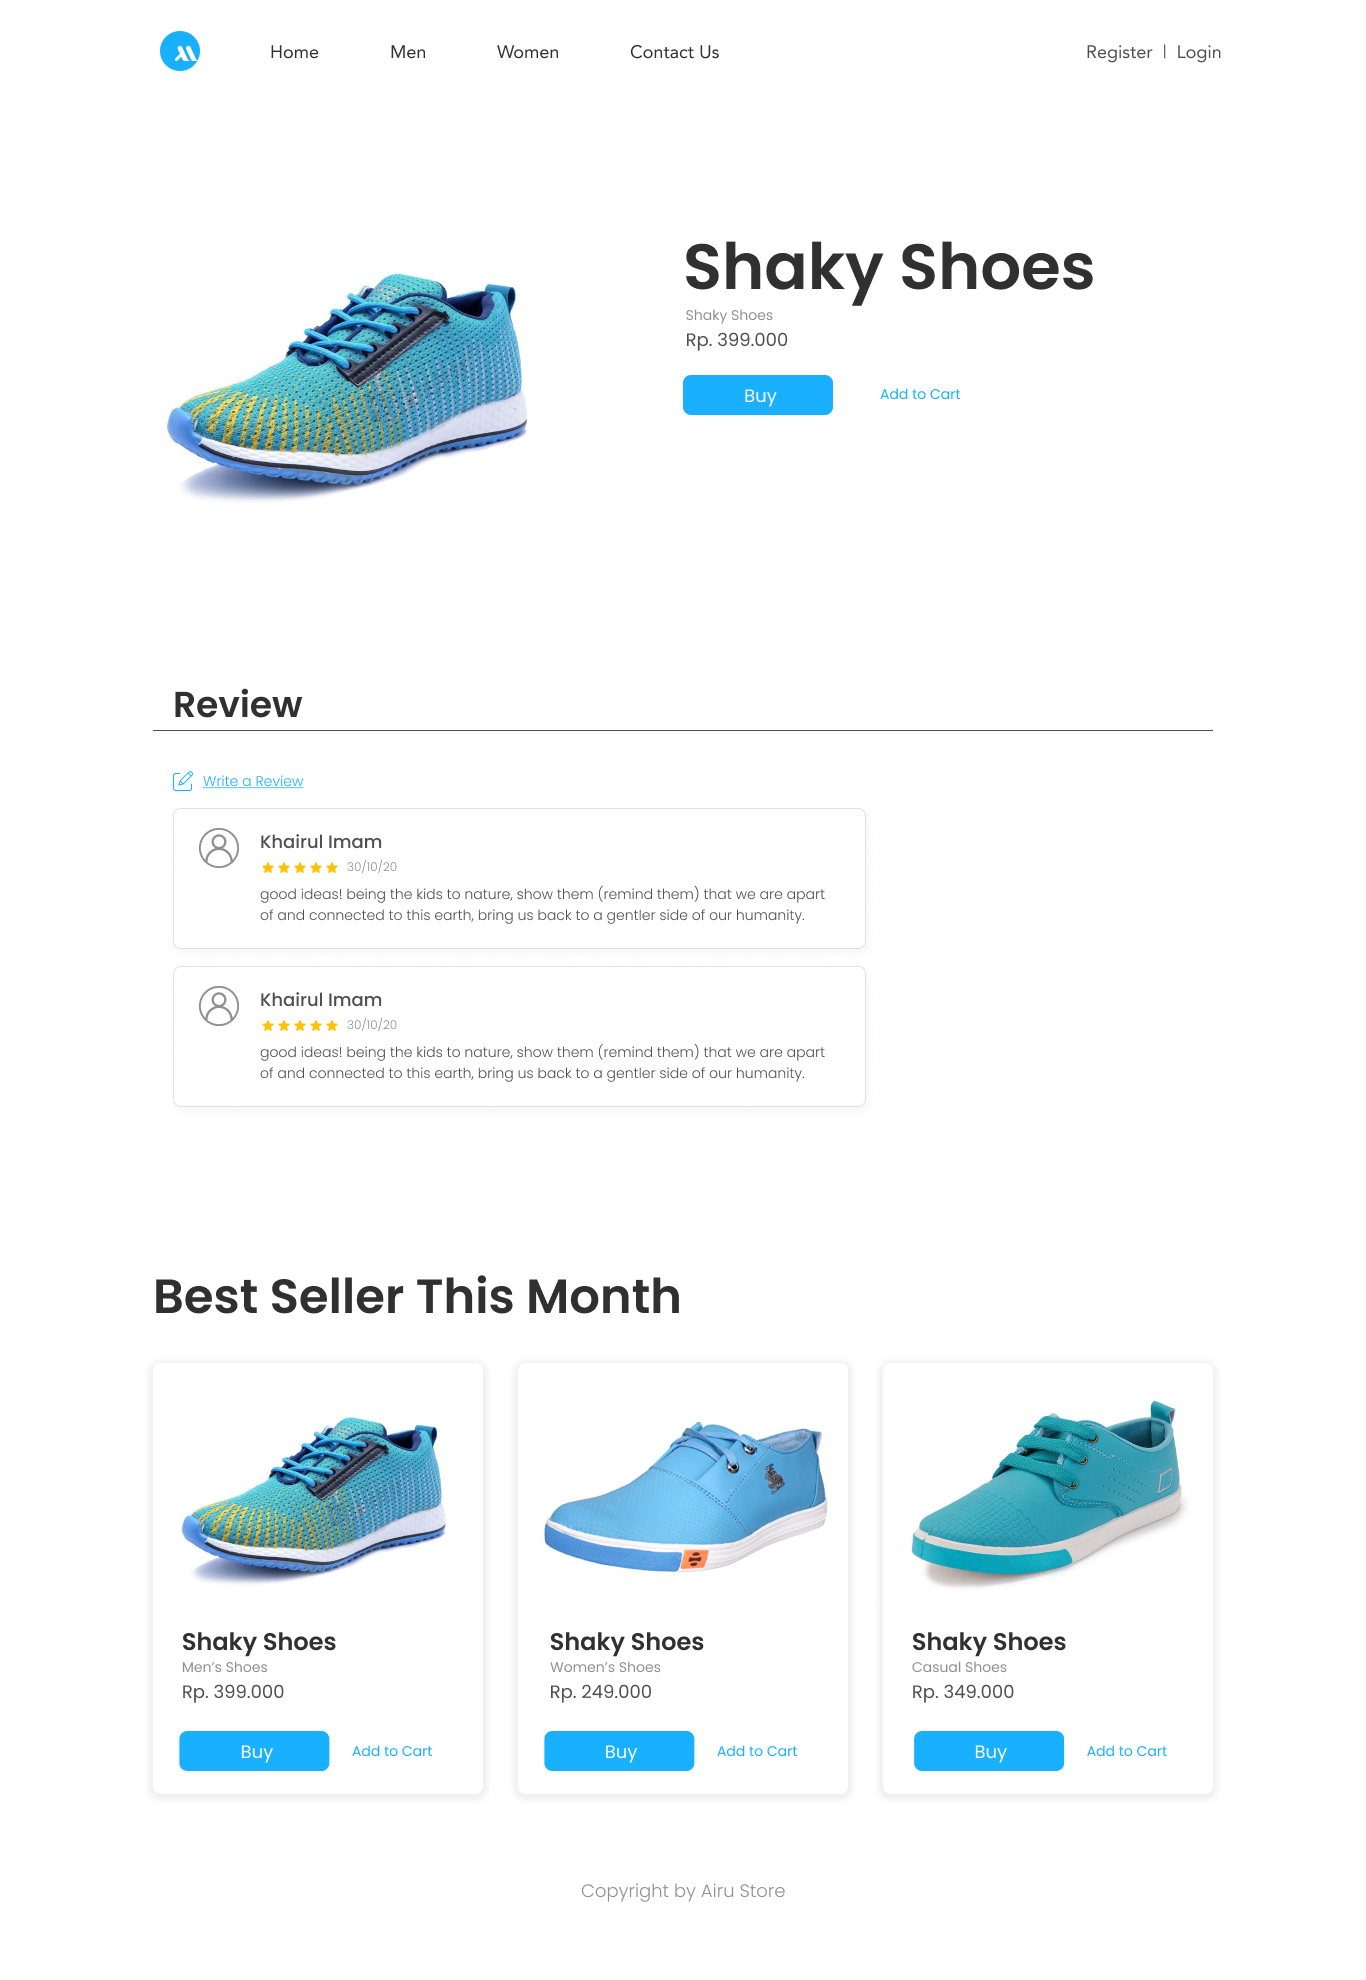 Home Men Women Contact Us Register | Login
Shaky Shoes
Shaky Shoes
Rp. 399.000
Buy Add to Cart
Review
Write a Review
Khairul Imam
30/10/20
good ideas! being the kids to nature, show them (remind them) that we are apart
of and connected to this earth, bring us back to a gentler side of our humanity.
Khairul Imam
30/10/20
good ideas! being the kids to nature, show them (remind them) that we are apart
of and connected to this earth, bring us back to a gentler side of our humanity.
Best Seller This Month
Shaky Shoes
Men’s Shoes
Rp. 399.000
Buy Add to Cart
Shaky Shoes
Women’s Shoes
Rp. 249.000
Buy Add to Cart
Shaky Shoes
Casual Shoes
Rp. 349.000
Buy Add to Cart
Copyright by Airu Store